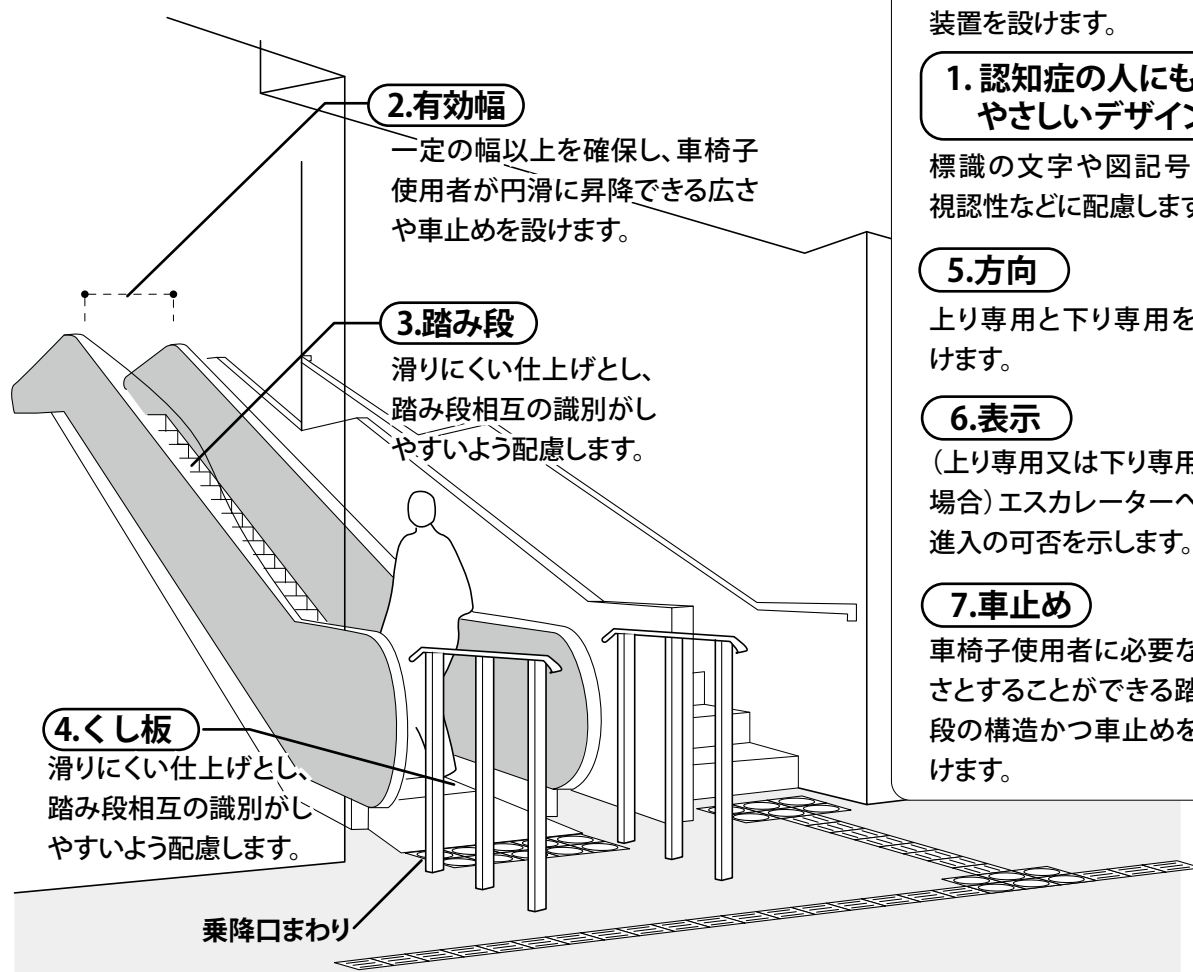 装置を設けます。
1. 認知症の人にも
やさしいデザイン
標識の文字や図記号
視認性などに配慮します
2.有効幅
一定の幅以上を確保し、車椅子
使用者が円滑に昇降できる広さ
や車止めを設けます。
3.踏み段
滑りにくい仕上げとし、
踏み段相互の識別がし
やすいよう配慮します。
4.くし板
滑りにくい仕上げとし、
踏み段相互の識別がし
やすいよう配慮します。
乗降口まわり
5.方向
上り専用と下り専用を
けます。
6.表示
（上り専用又は下り専用
場合）エスカレーターへ
進入の可否を示します。
7.車止め
車椅子使用者に必要な
さとすることができる踏
段の構造かつ車止めを
けます。